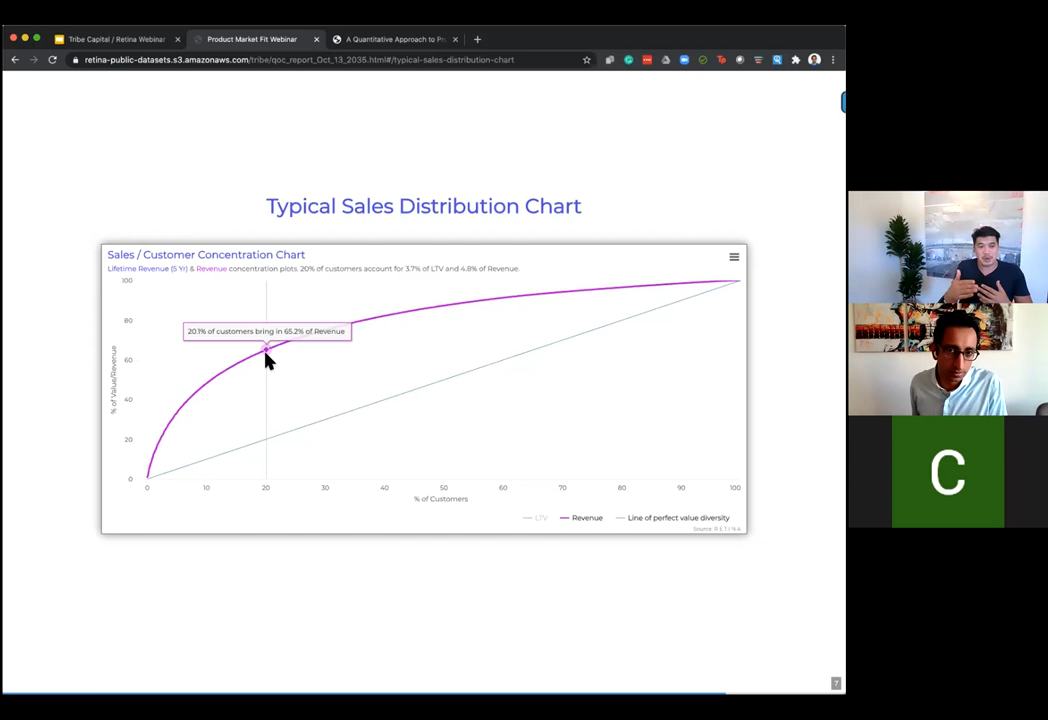 Tribe Capital / Retina Webinar
Product Market Fit Webinar
A Quantitative Approach to Pr
retina-public-datasets.s3.amazonaws.com/tribe/qoc_report_Oct_13_2035.html#/typical-sales-distribution-chart
Typical Sales Distribution Chart
Sales / Customer Concentration Chart
Lifetime Revenue (5 Yr) & Revenue concentration plots. 20% of customers account for 3.7% of LTV and 4.8% of Revenue.
100
80
60
40
20
0
% of Value/Revenue
20.1% of customers bring in 65.2% of Revenue
0 10 20 30 40 50 60 70 80 90 100
% of Customers
LTV Revenue Line of perfect value diversity
Source: RETINA
7
C